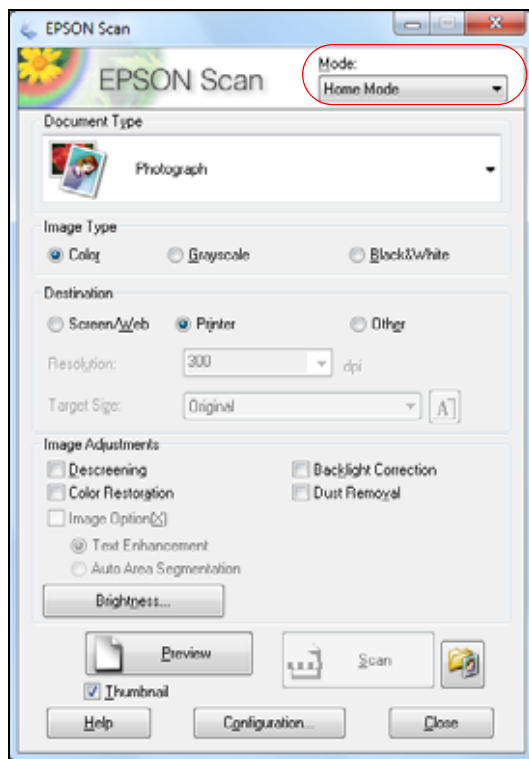 EPSON Scan
EPSON Scan
Mode:
Home Mode
Document Type
Photograph
Image Type
Color
Grayscale
Black&White
Destination
Screen/Web
Printer
Other
Resolution:
300
dpi
Target Size:
Original
A
Image Adjustments
Descreening
Backlight Correction
Color Restoration
Dust Removal
Image Option(X)
Text Enhancement
Auto Area Segmentation
Brightness...
Preview
Scan
Thumbnail
Help
Configuration...
Close